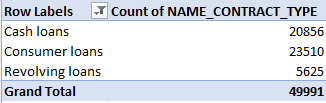 Row Labels Count of NAME_CONTRACT_TYPE
Cash loans 20856
Consumer loans 23510
Revolving loans 5625
Grand Total 49991